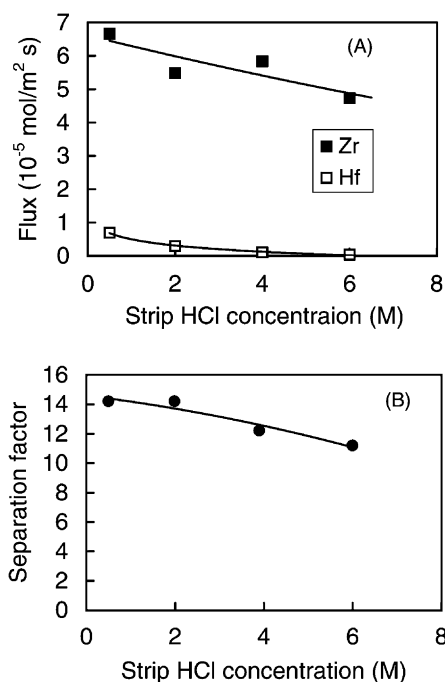 7
(A)
6
5
4
Zr
3
Hf
2
1
0
0 2 4 6 8
Flux (10⁻⁵ mol/m² s)
Strip HCl concentraion (M)
16
(B)
14
12
10
8
6
4
2
0
0 2 4 6 8
Separation factor
Strip HCl concentration (M)